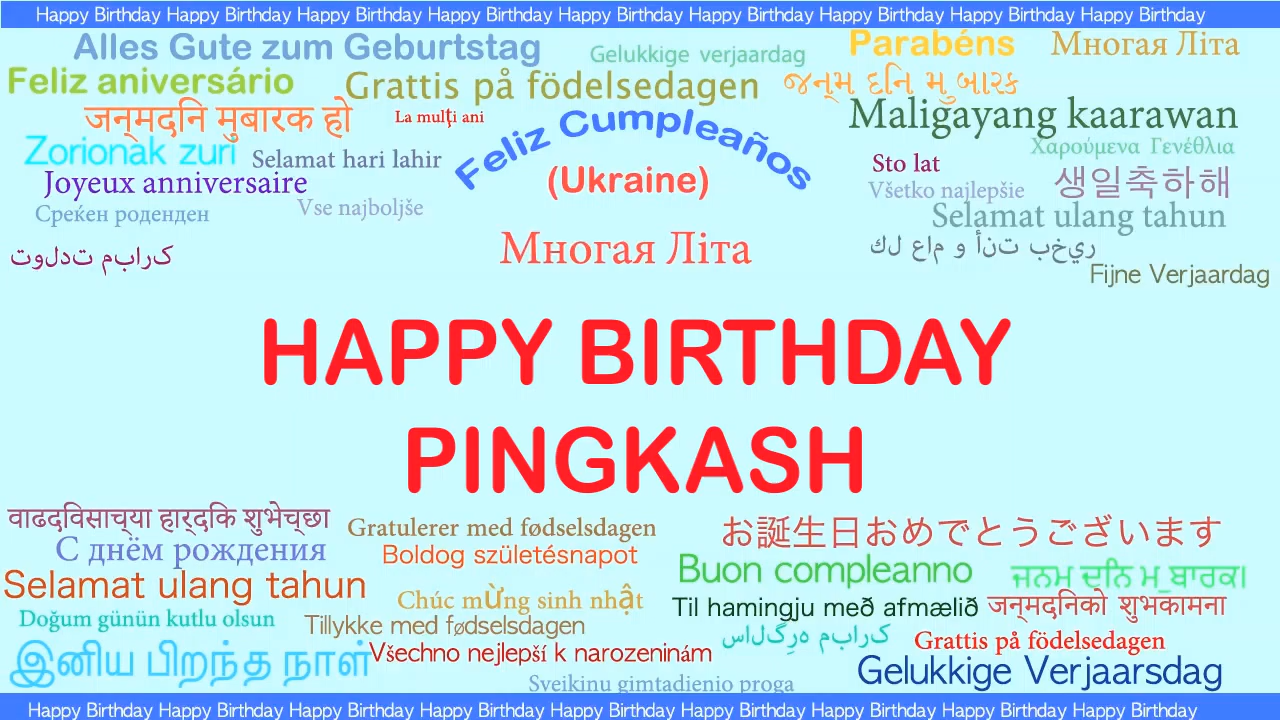 Happy Birthday Happy Birthday Happy Birthday Happy Birthday Happy Birthday Happy Birthday Happy Birthday Happy Birthday Happy Birthday
Alles Gute zum Geburtstag
Gelukkige verjaardag
Parabéns
Многая Літа
Feliz aniversário
Grattis på födelsedagen
જન્મ દિન મુબારક
जन्मदिन मुबारक हो
La mulţi ani
Feliz Cumpleaños
Maligayang kaarawan
Zorionak zuri
Selamat hari lahir
(Ukraine)
Sto lat
Χαρούμενα Γενέθλια
Joyeux anniversaire
Všetko najlepšie
생일축하해
Среќен роденден
Vse najboljše
Selamat ulang tahun
تولدت مبارک
Многая Літа
كل عام و أنت بخير
Fijne Verjaardag
HAPPY BIRTHDAY
PINGKASH
वाढदिवसाच्या हार्दिक शुभेच्छा
Gratulerer med fødselsdagen
お誕生日おめでとうございます
С днём рождения
Boldog születésnapot
Selamat ulang tahun
Buon compleanno
ਜਨਮ ਦਿਨ ਮੁਬਾਰਕ।
Chúc mừng sinh nhật
Til hamingju með afmælið
जन्मदिनको शुभकामना
Doğum günün kutlu olsun
Tillykke med fødselsdagen
سالگرہ مبارک
Grattis på födelsedagen
இனிய பிறந்த நாள்
Všechno nejlepší k narozeninám
Gelukkige Verjaarsdag
Sveikinu gimtadienio proga
Happy Birthday Happy Birthday Happy Birthday Happy Birthday Happy Birthday Happy Birthday Happy Birthday Happy Birthday Happy Birthday